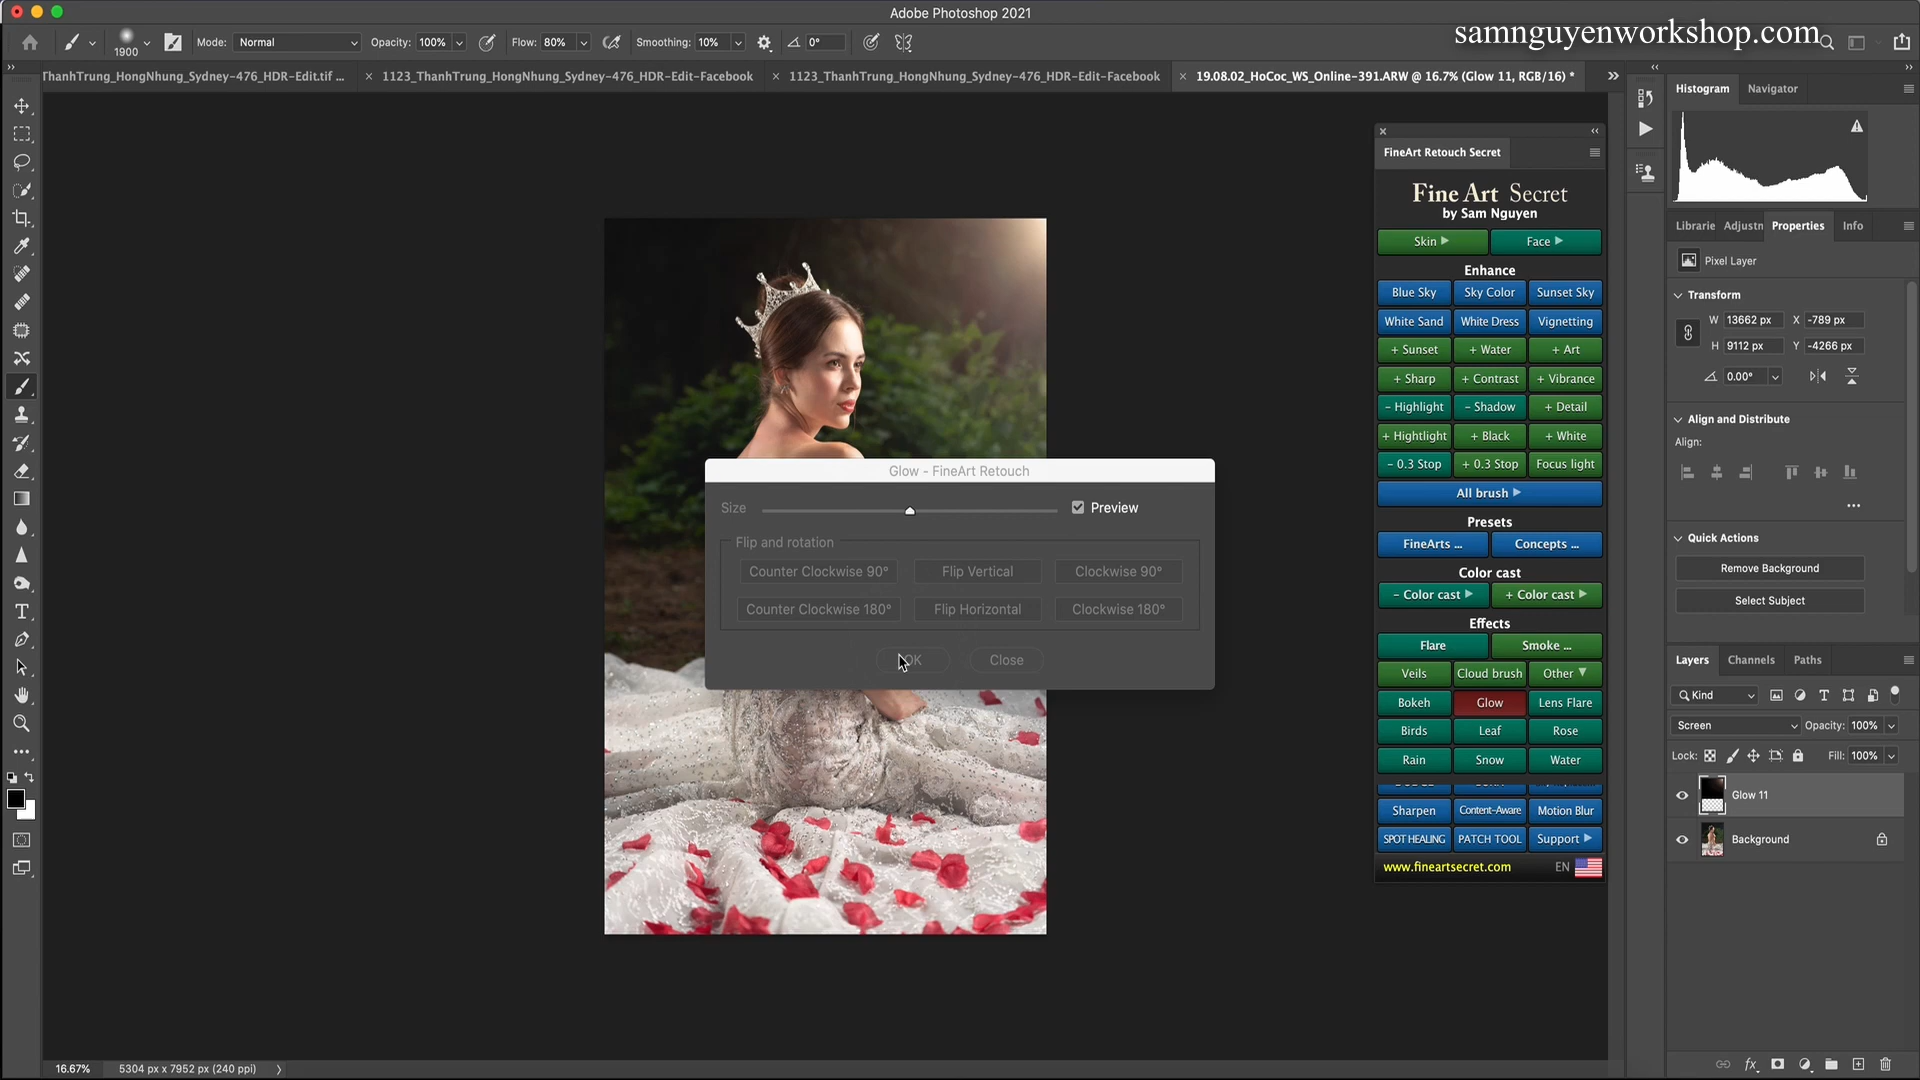 Adobe Photoshop 2021
samnguyenworkshop.com
1900
Mode: Normal
Opacity: 100%
Flow: 80%
Smoothing: 10%
0°
ThanhTrung_HongNhung_Sydney-476_HDR-Edit.tif ...
1123_ThanhTrung_HongNhung_Sydney-476_HDR-Edit-Facebook
1123_ThanhTrung_HongNhung_Sydney-476_HDR-Edit-Facebook
19.08.02_HoCoc_WS_Online-391.ARW @ 16.7% (Glow 11, RGB/16) *
Glow - FineArt Retouch
Size
Preview
Flip and rotation
Counter Clockwise 90°
Flip Vertical
Clockwise 90°
Counter Clockwise 180°
Flip Horizontal
Clockwise 180°
OK
Close
FineArt Retouch Secret
Fine Art Secret
by Sam Nguyen
Skin
Face
Enhance
Blue Sky
Sky Color
Sunset Sky
White Sand
White Dress
Vignetting
+ Sunset
+ Water
+ Art
+ Sharp
+ Contrast
+ Vibrance
- Highlight
- Shadow
+ Detail
+ Hightlight
+ Black
+ White
- 0.3 Stop
+ 0.3 Stop
Focus light
All brush
Presets
FineArts ...
Concepts ...
Color cast
- Color cast
+ Color cast
Effects
Flare
Smoke ...
Veils
Cloud brush
Other
Bokeh
Glow
Lens Flare
Birds
Leaf
Rose
Rain
Snow
Water
Sharpen
Content-Aware
Motion Blur
SPOT HEALING
PATCH TOOL
Support
www.fineartsecret.com
EN
Histogram
Navigator
Librarie
Adjustn
Properties
Info
Pixel Layer
Transform
W 13662 px
X -789 px
H 9112 px
Y -4266 px
0.00°
Align and Distribute
Align:
Quick Actions
Remove Background
Select Subject
Layers
Channels
Paths
Kind
Screen
Opacity: 100%
Lock:
Fill: 100%
Glow 11
Background
16.67%
5304 px x 7952 px (240 ppi)